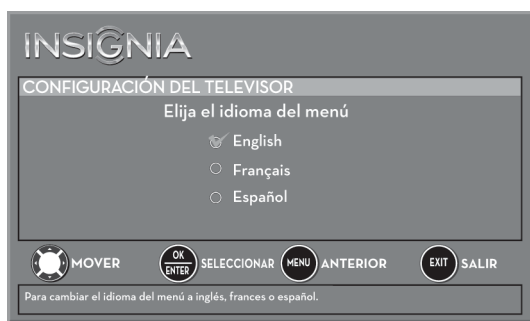 INSIGNIA
CONFIGURACIÓN DEL TELEVISOR
Elija el idioma del menú
English
Français
Español
MOVER OK ENTER SELECCIONAR MENU ANTERIOR EXIT SALIR
Para cambiar el idioma del menú a inglés, frances o español.